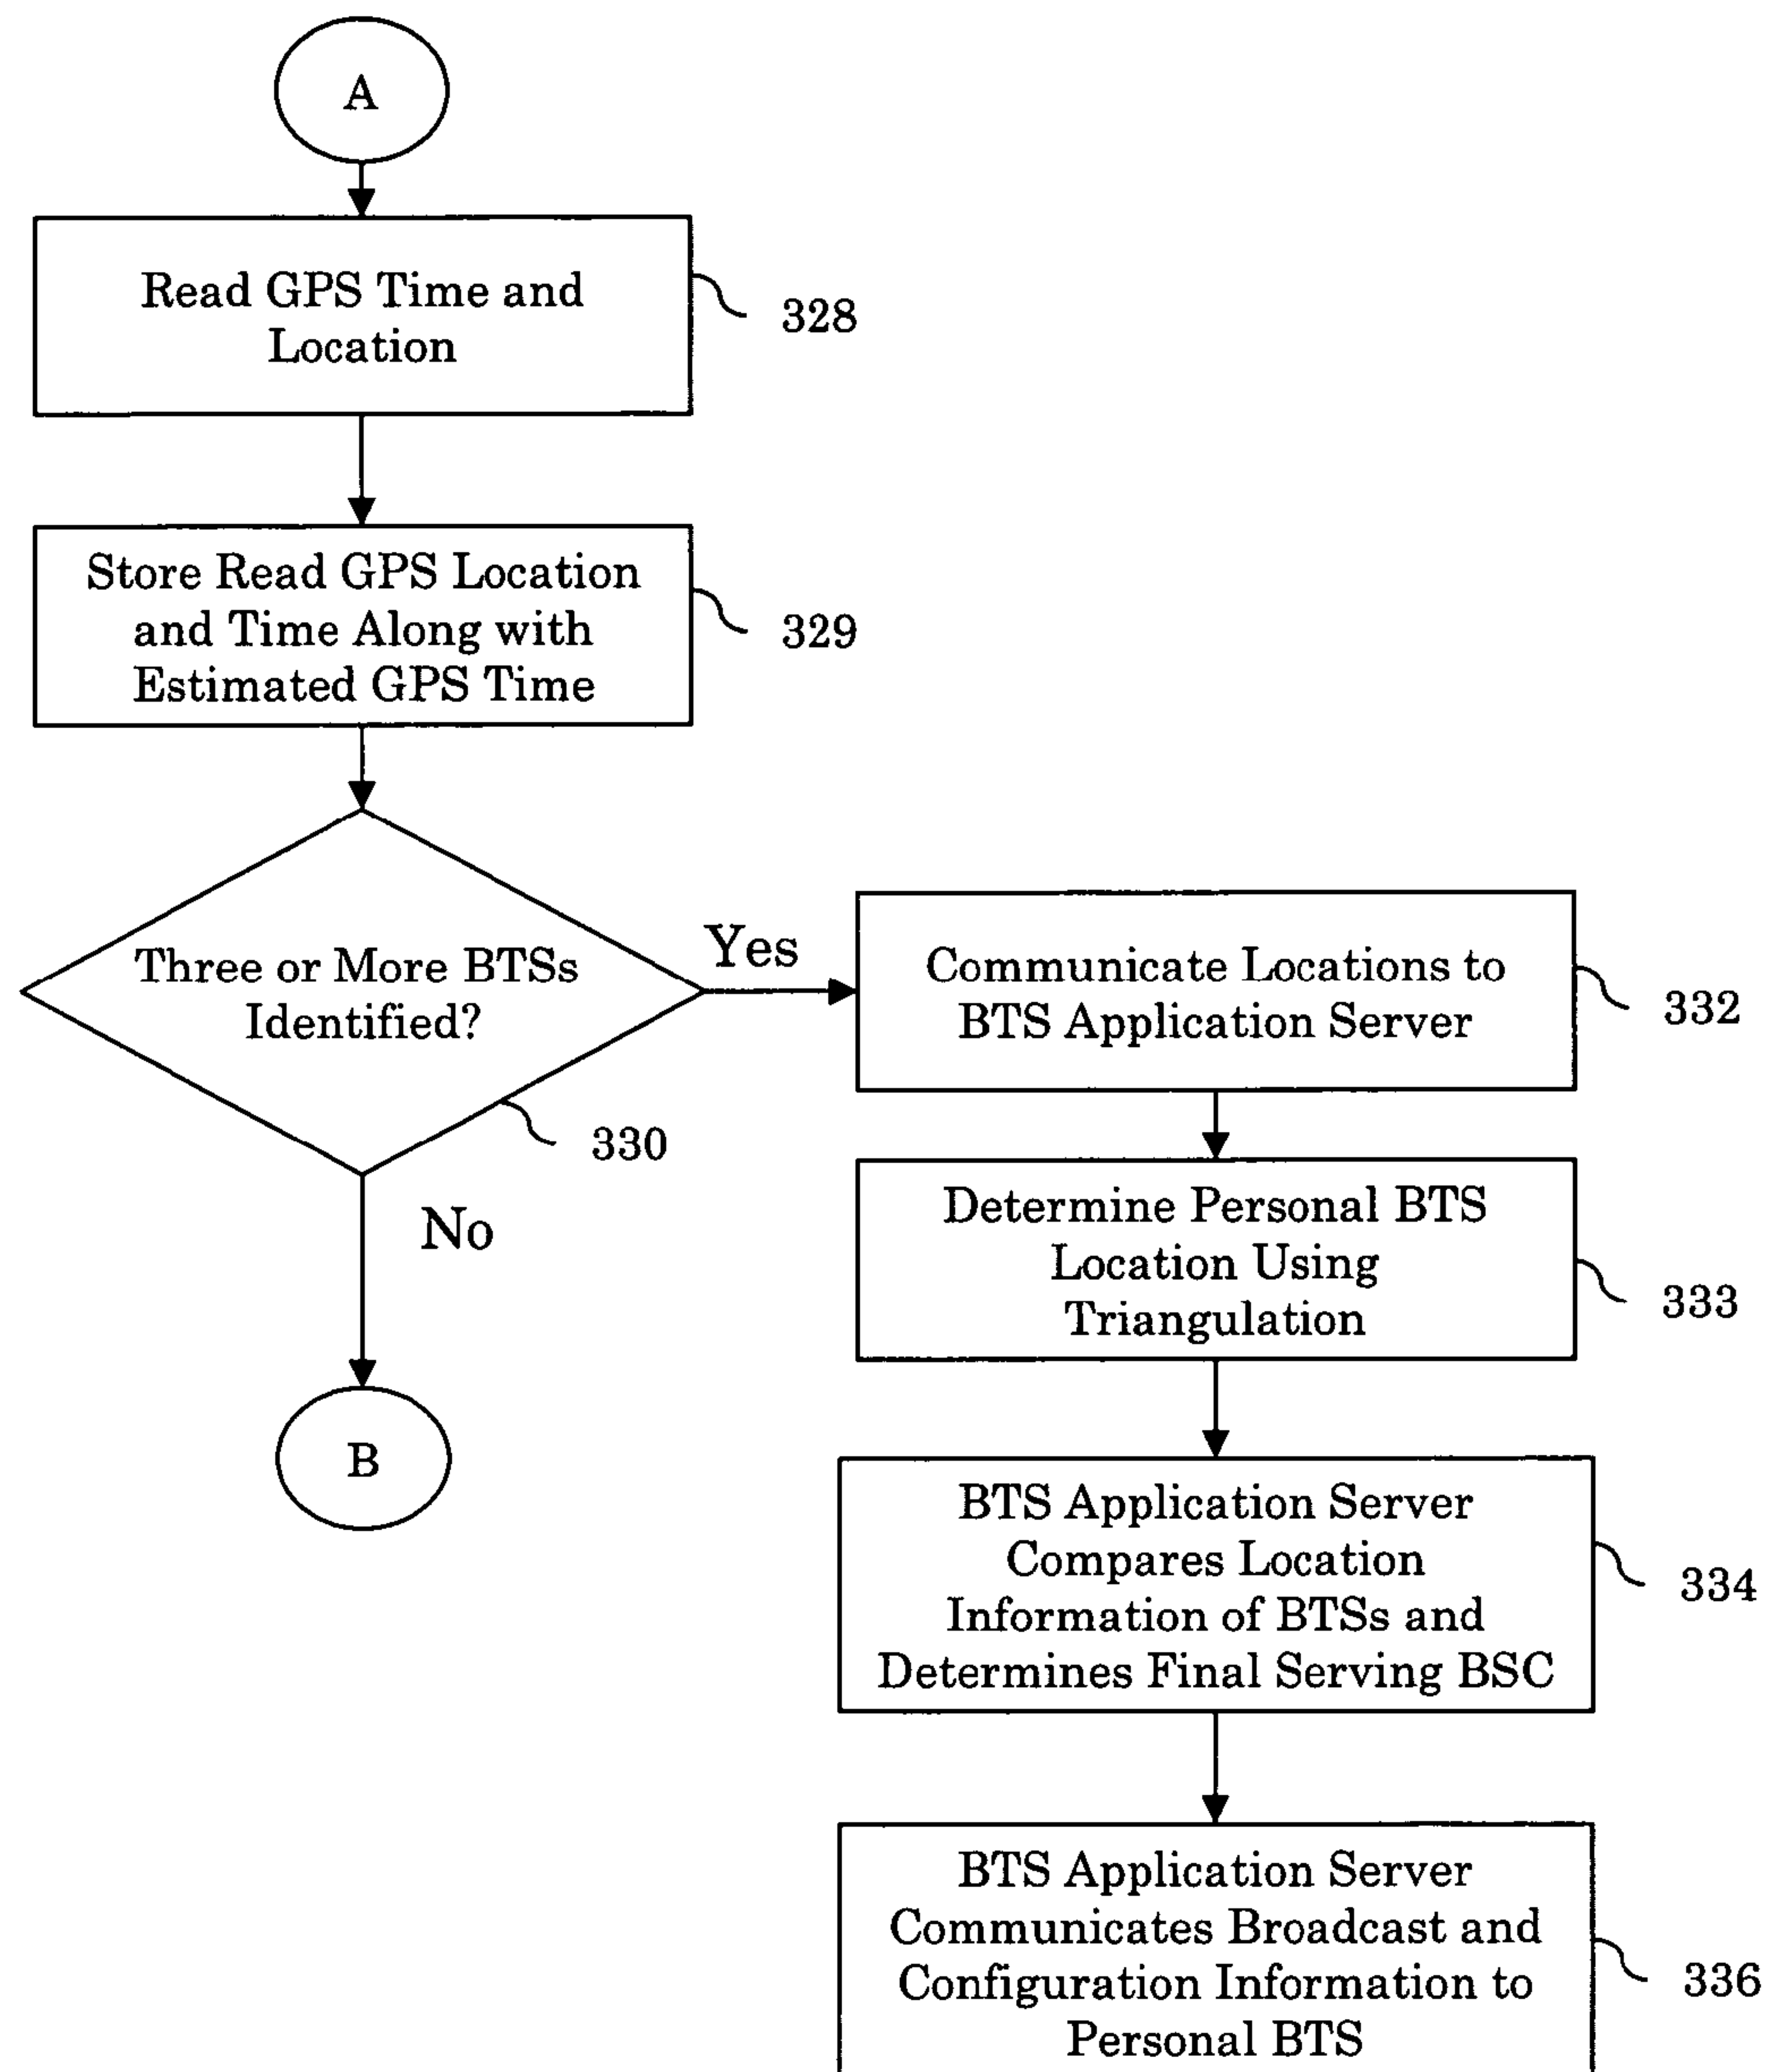 A
Read GPS Time and
Location
328
Store Read GPS Location
and Time Along with
Estimated GPS Time
329
Three or More BTSs
Identified?
330
Yes
No
B
Communicate Locations to
BTS Application Server
332
Determine Personal BTS
Location Using
Triangulation
333
BTS Application Server
Compares Location
Information of BTSs and
Determines Final Serving BSC
334
BTS Application Server
Communicates Broadcast and
Configuration Information to
Personal BTS
336